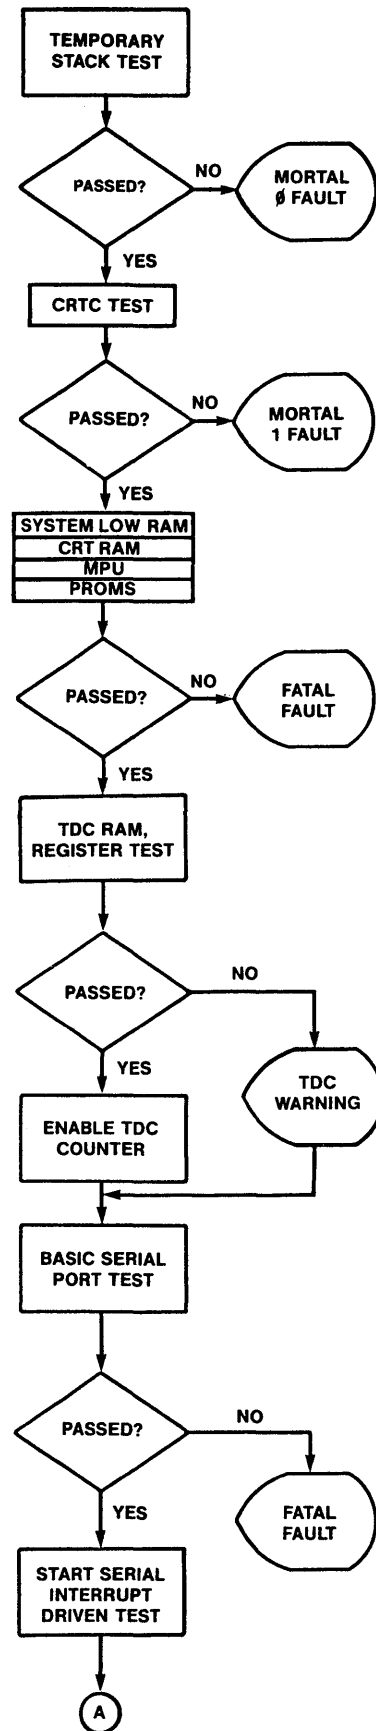 TEMPORARY
STACK TEST
PASSED?
NO
MORTAL
Ø FAULT
YES
CRTC TEST
PASSED?
NO
MORTAL
1 FAULT
YES
SYSTEM LOW RAM
CRT RAM
MPU
PROMS
PASSED?
NO
FATAL
FAULT
YES
TDC RAM,
REGISTER TEST
PASSED?
NO
YES
TDC
WARNING
ENABLE TDC
COUNTER
BASIC SERIAL
PORT TEST
PASSED?
NO
YES
FATAL
FAULT
START SERIAL
INTERRUPT
DRIVEN TEST
A